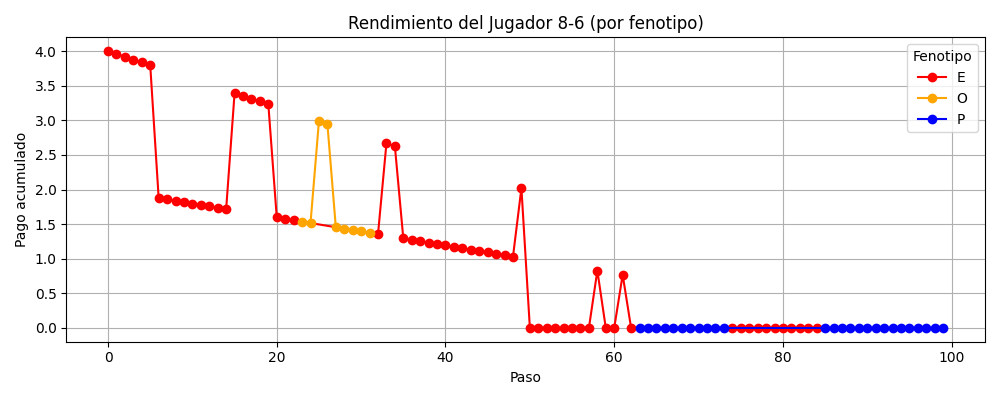 Rendimiento del Jugador 8-6 (por fenotipo)
Pago acumulado
4.0
3.5
3.0
2.5
2.0
1.5
1.0
0.5
0.0
Fenotipo
E
O
P
0 20 40 60 80 100
Paso